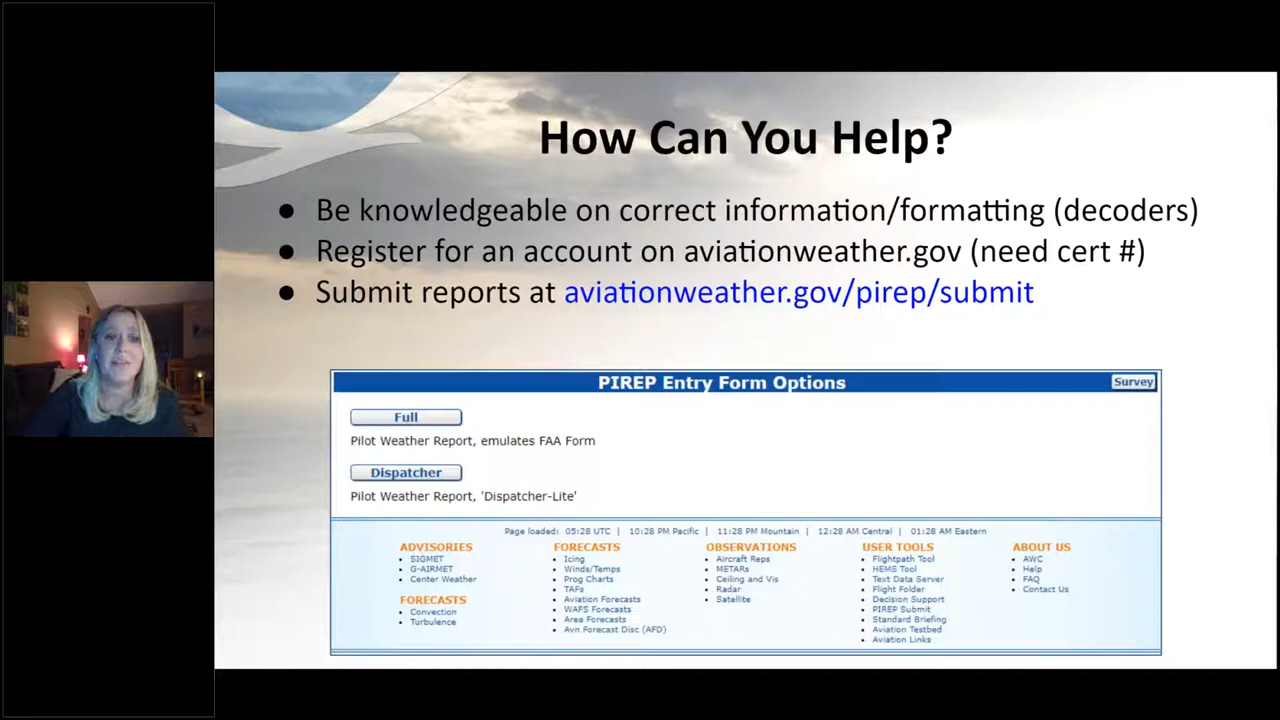 How Can You Help?
● Be knowledgeable on correct information/formatting (decoders)
● Register for an account on aviationweather.gov (need cert #)
● Submit reports at aviationweather.gov/pirep/submit
PIREP Entry Form Options
Survey
Full
Pilot Weather Report, emulates FAA Form
Dispatcher
Pilot Weather Report, 'Dispatcher-Lite'
Page loaded: 05:28 UTC | 10:28 PM Pacific | 11:28 PM Mountain | 12:28 AM Central | 01:28 AM Eastern
ADVISORIES
SIGMET
G-AIRMET
Center Weather
FORECASTS
Convection
Turbulence
FORECASTS
Icing
Winds/Temps
Prog Charts
TAFs
Aviation Forecasts
WAFS Forecasts
Area Forecasts
Avn Forecast Disc (AFD)
OBSERVATIONS
Aircraft Reps
METARs
Ceiling and Vis
Radar
Satellite
USER TOOLS
Flightpath Tool
HEMS Tool
Text Data Server
Flight Folder
Decision Support
PIREP Submit
Standard Briefing
Aviation Testbed
Aviation Links
ABOUT US
AWC
Help
FAQ
Contact Us